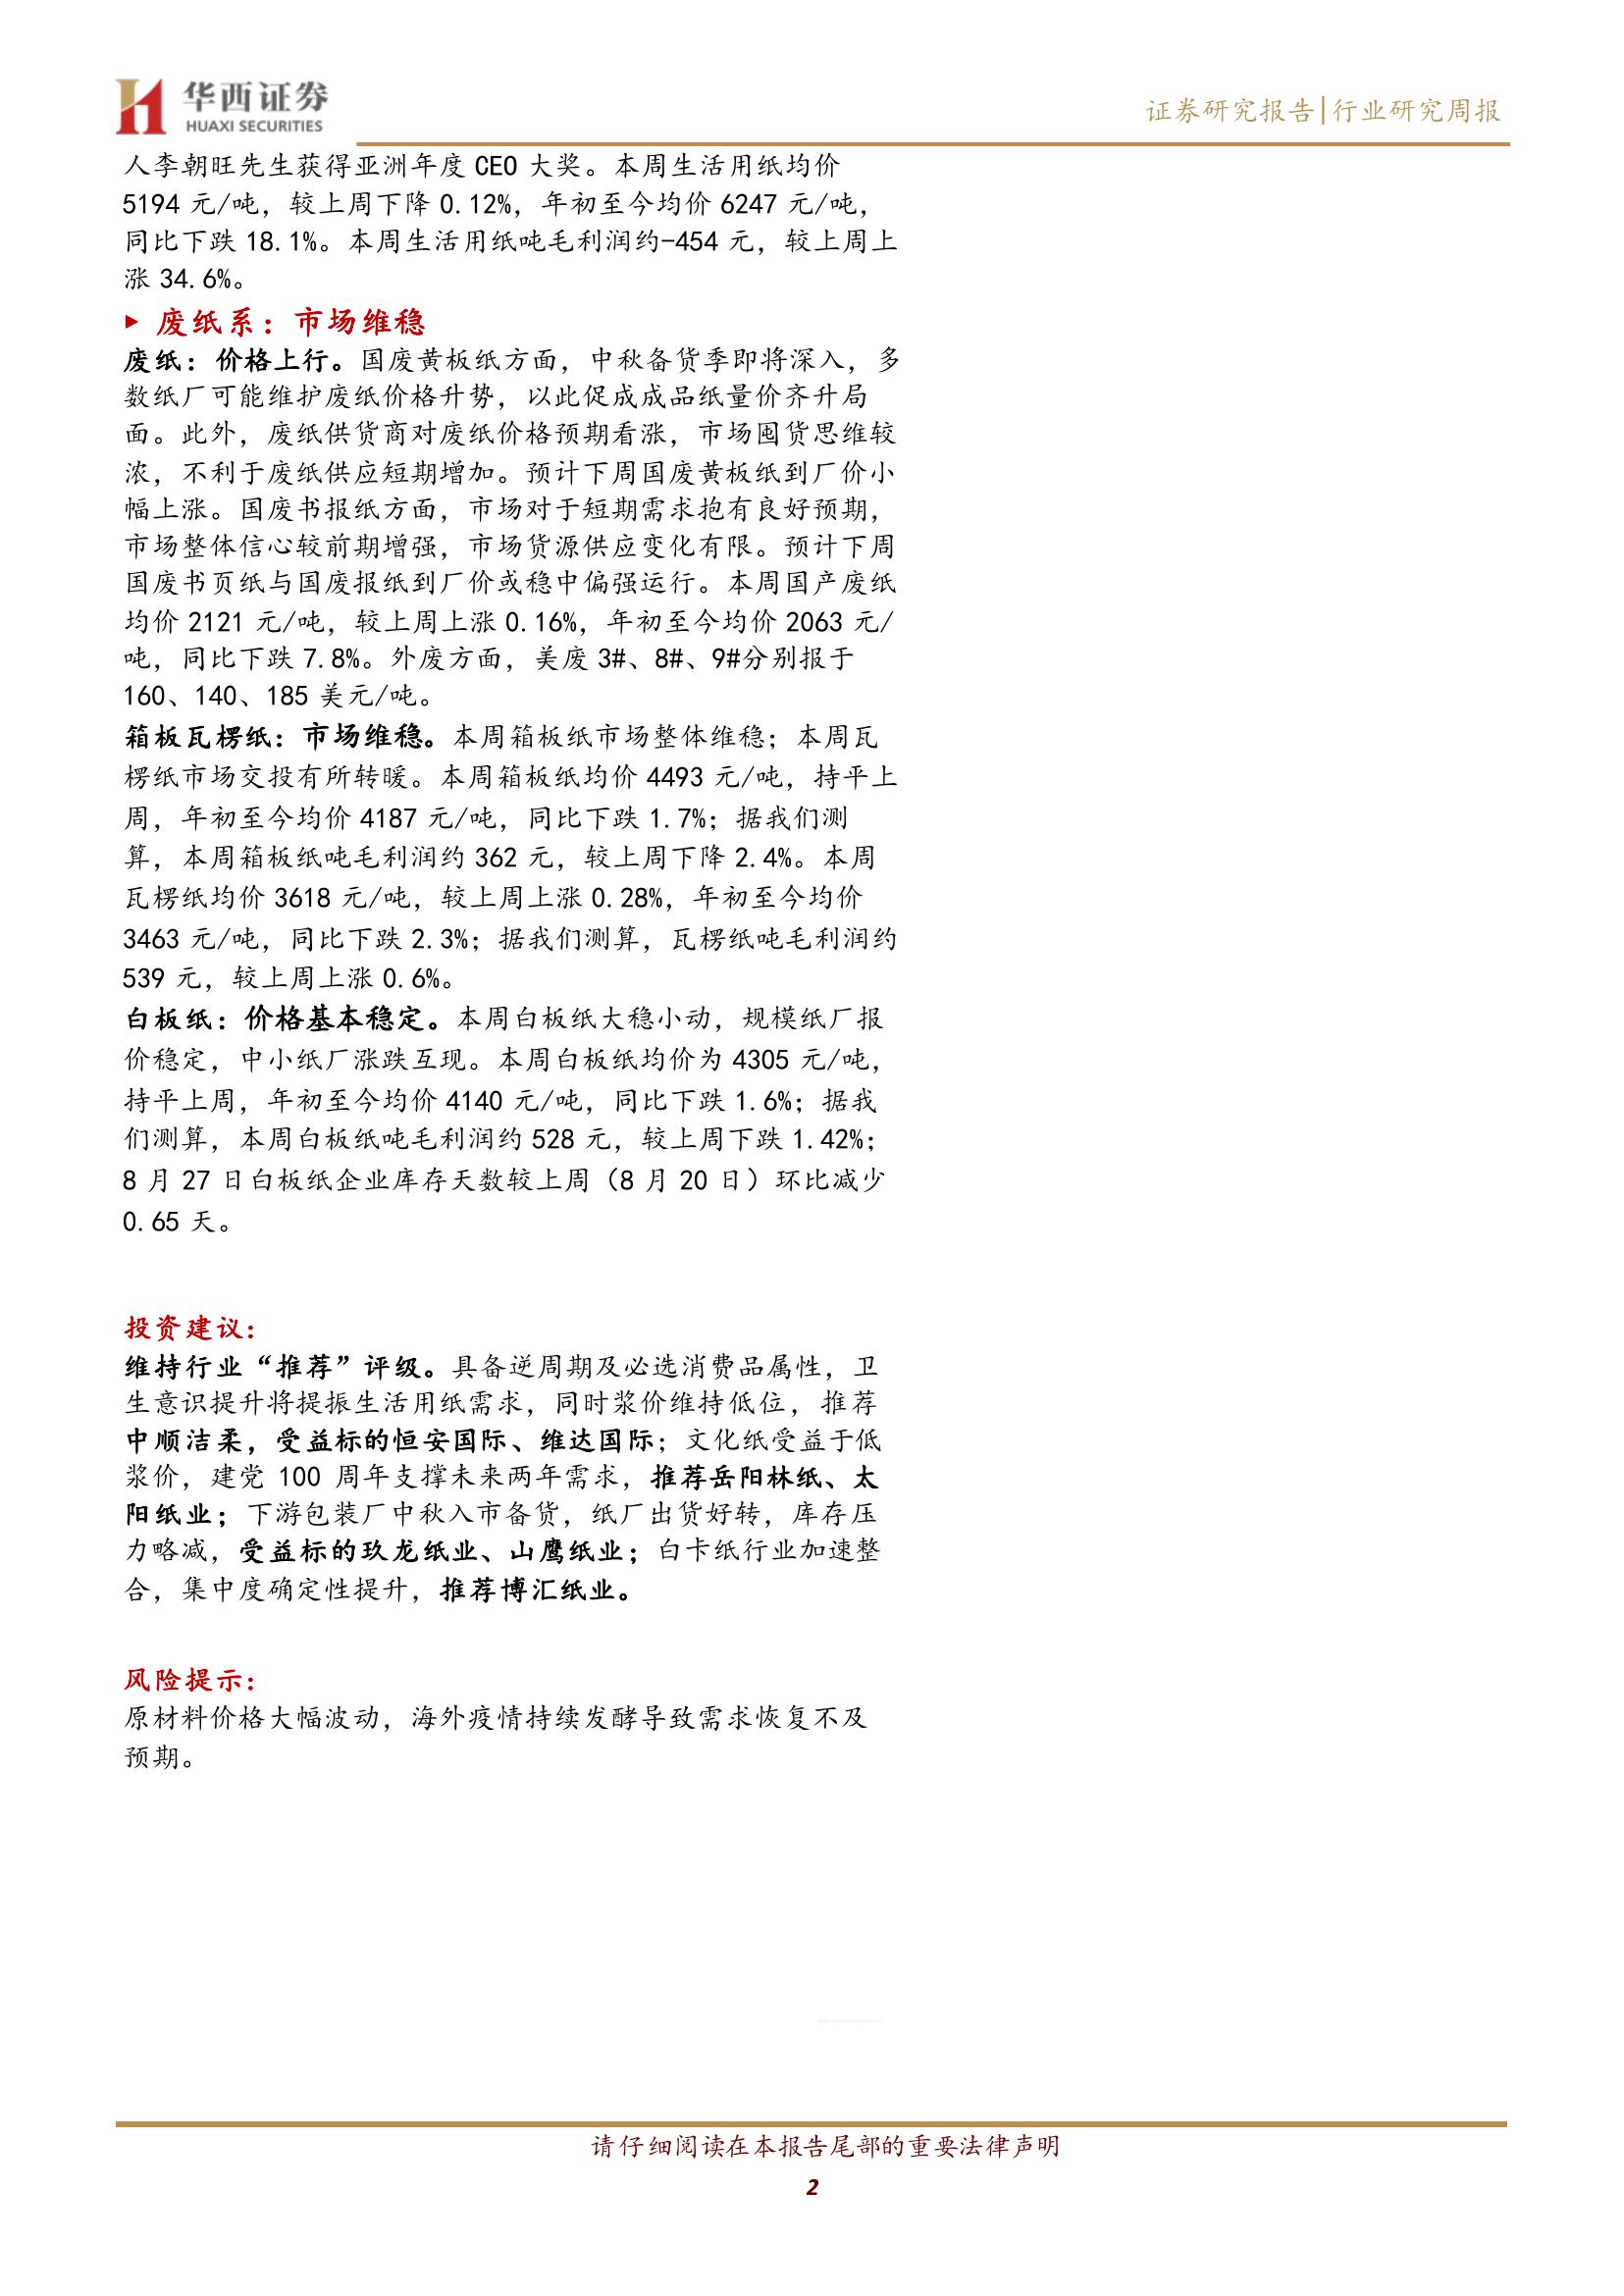 华西证券
HUAXI SECURITIES
证券研究报告|行业研究周报
人李朝旺先生获得亚洲年度 CEO 大奖。本周生活用纸均价
5194 元/吨，较上周下降 0.12%，年初至今均价 6247 元/吨，
同比下跌 18.1%。本周生活用纸吨毛利润约-454 元，较上周上
涨 34.6%。
▶ 废纸系：市场维稳
废纸：价格上行。国废黄板纸方面，中秋备货季即将深入，多
数纸厂可能维护废纸价格升势，以此促成成品纸量价齐升局
面。此外，废纸供货商对废纸价格预期看涨，市场囤货思维较
浓，不利于废纸供应短期增加。预计下周国废黄板纸到厂价小
幅上涨。国废书报纸方面，市场对于短期需求抱有良好预期，
市场整体信心较前期增强，市场货源供应变化有限。预计下周
国废书页纸与国废报纸到厂价或稳中偏强运行。本周国产废纸
均价 2121 元/吨，较上周上涨 0.16%，年初至今均价 2063 元/
吨，同比下跌 7.8%。外废方面，美废 3#、8#、9#分别报于
160、140、185 美元/吨。
箱板瓦楞纸：市场维稳。本周箱板纸市场整体维稳；本周瓦
楞纸市场交投有所转暖。本周箱板纸均价 4493 元/吨，持平上
周，年初至今均价 4187 元/吨，同比下跌 1.7%；据我们测
算，本周箱板纸吨毛利润约 362 元，较上周下降 2.4%。本周
瓦楞纸均价 3618 元/吨，较上周上涨 0.28%，年初至今均价
3463 元/吨，同比下跌 2.3%；据我们测算，瓦楞纸吨毛利润约
539 元，较上周上涨 0.6%。
白板纸：价格基本稳定。本周白板纸大稳小动，规模纸厂报
价稳定，中小纸厂涨跌互现。本周白板纸均价为 4305 元/吨，
持平上周，年初至今均价 4140 元/吨，同比下跌 1.6%；据我
们测算，本周白板纸吨毛利润约 528 元，较上周下跌 1.42%；
8 月 27 日白板纸企业库存天数较上周（8 月 20 日）环比减少
0.65 天。
投资建议：
维持行业“推荐”评级。具备逆周期及必选消费品属性，卫
生意识提升将提振生活用纸需求，同时浆价维持低位，推荐
中顺洁柔，受益标的恒安国际、维达国际；文化纸受益于低
浆价，建党 100 周年支撑未来两年需求，推荐岳阳林纸、太
阳纸业；下游包装厂中秋入市备货，纸厂出货好转，库存压
力略减，受益标的玖龙纸业、山鹰纸业；白卡纸行业加速整
合，集中度确定性提升，推荐博汇纸业。
风险提示：
原材料价格大幅波动，海外疫情持续发酵导致需求恢复不及
预期。
请仔细阅读在本报告尾部的重要法律声明
2